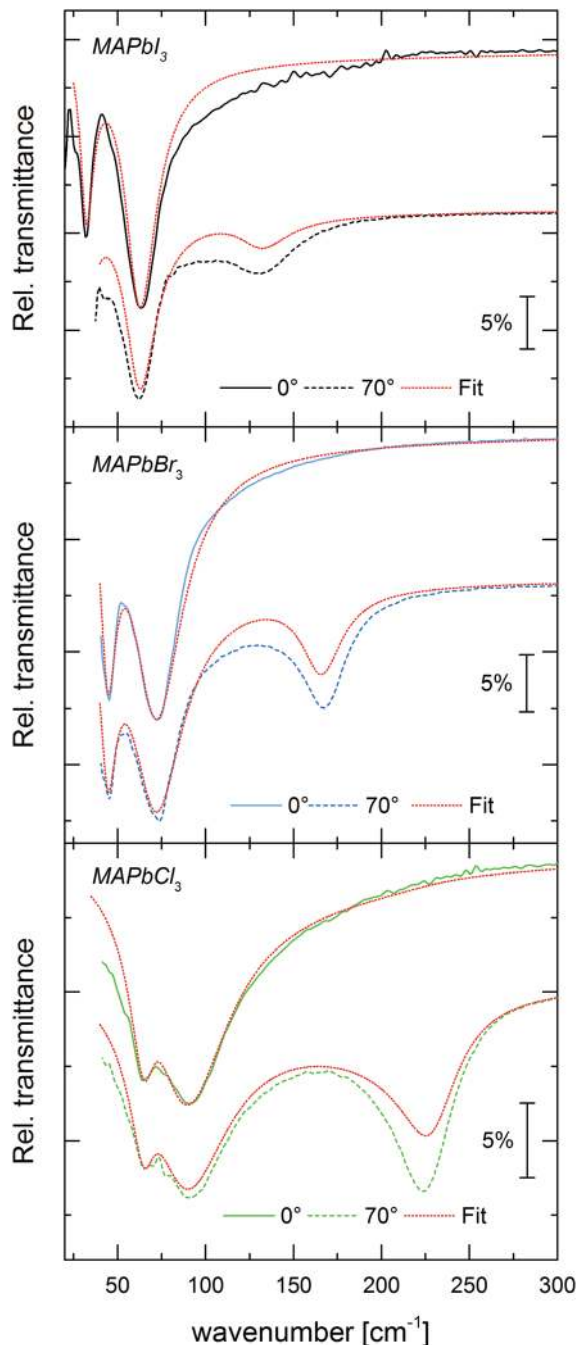 MAPbI₃
Rel. transmittance
5%
0° 70° Fit
MAPbBr₃
Rel. transmittance
5%
0° 70° Fit
MAPbCl₃
Rel. transmittance
5%
0° 70° Fit
50 100 150 200 250 300
wavenumber [cm⁻¹]